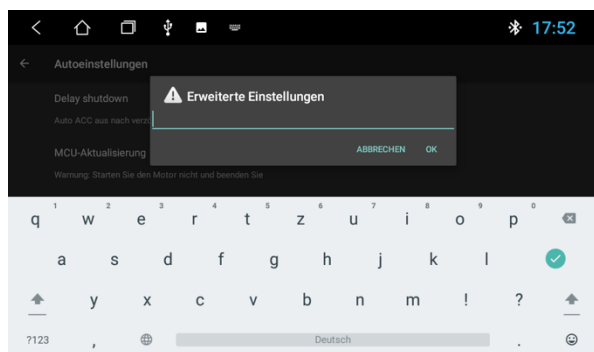 17:52
Autoeinstellungen
Delay shutdown
Auto ACC aus nach
Erweiterte Einstellungen
ABBRECHEN OK
MCU-Aktualisierung
Warnung: Starten Sie den Motor nicht und beenden Sie
q 1 w 2 e 3 r 4 t 5 z 6 u 7 i 8 o 9 p 0
a s d f g h j k l
y x c v b n m ! ?
?123 , Deutsch .